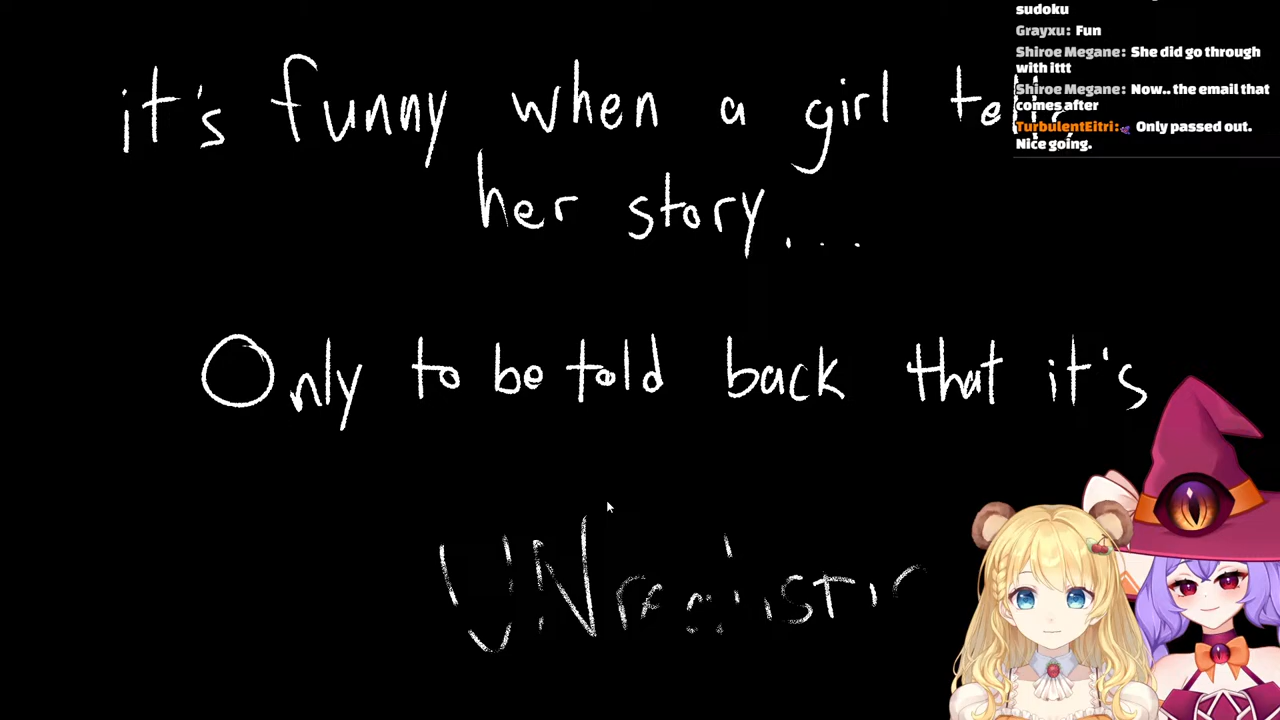 sudoku
Grayxu: Fun
Shiroe Megane: She did go through
with ittt
Shiroe Megane: Now.. the email that
comes after
TurbulentEitri: Only passed out.
Nice going.
it's funny when a girl
her story...
Only to be told back that it's